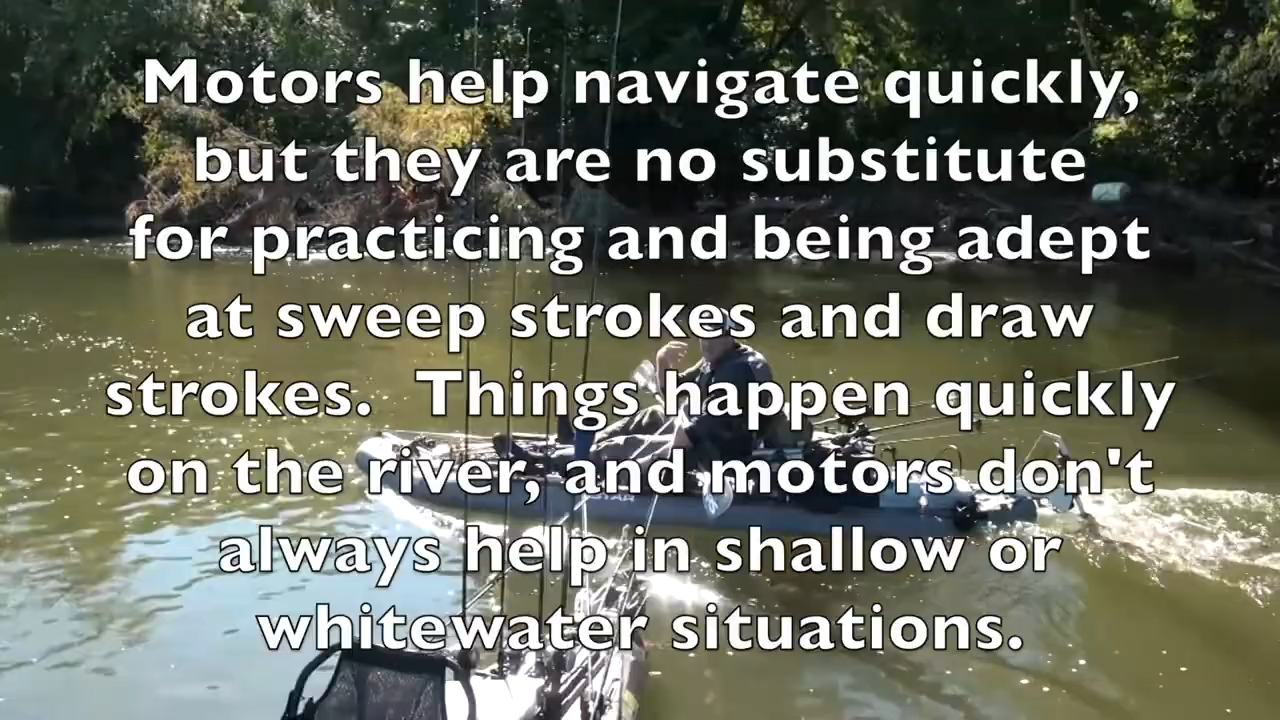 Motors help navigate quickly,
but they are no substitute
for practicing and being adept
at sweep strokes and draw
strokes.  Things happen quickly
on the river, and motors don't
always help in shallow or
whitewater situations.